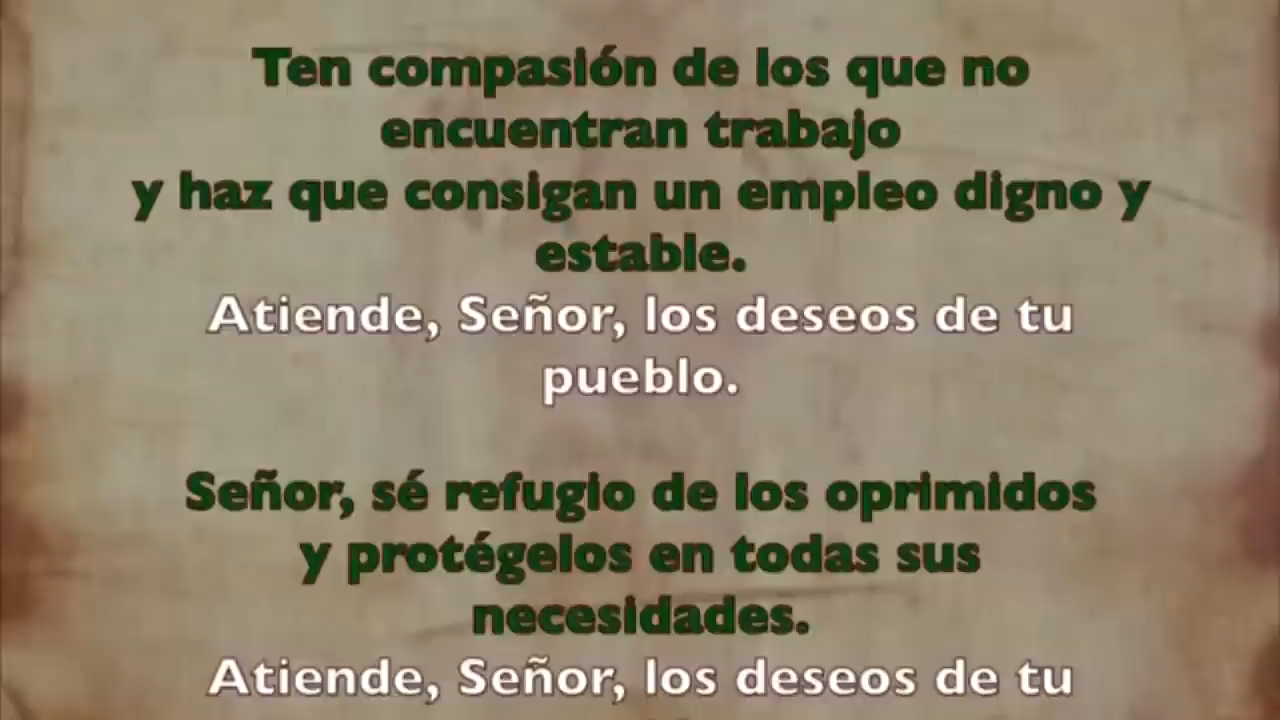 Ten compasión de los que no
encuentran trabajo
y haz que consigan un empleo digno y
estable.
Atiende, Señor, los deseos de tu
pueblo.
Señor, sé refugio de los oprimidos
y protégelos en todas sus
necesidades.
Atiende, Señor, los deseos de tu